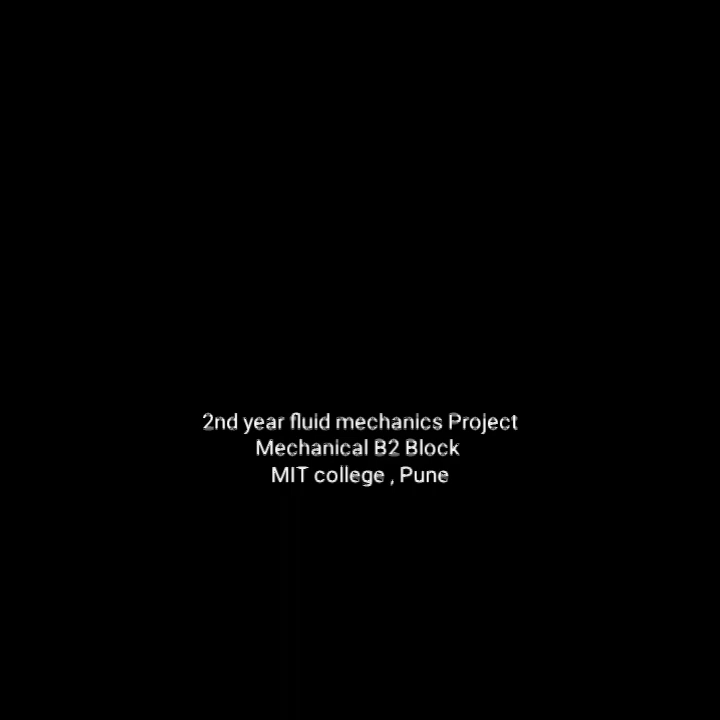 2nd year fluid mechanics Project
Mechanical B2 Block
MIT college , Pune